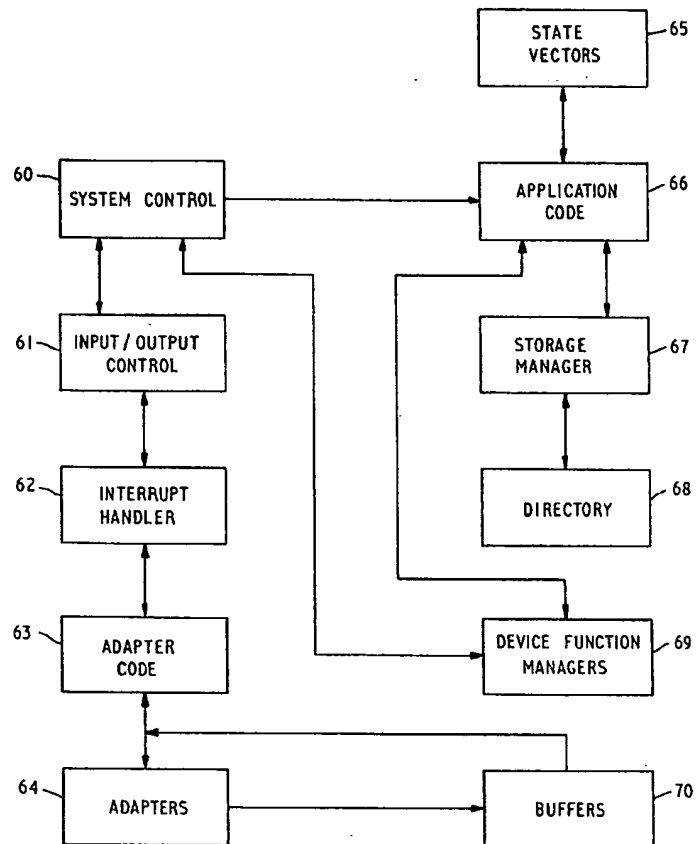 65
STATE
VECTORS
60
SYSTEM CONTROL
66
APPLICATION
CODE
61
INPUT / OUTPUT
CONTROL
67
STORAGE
MANAGER
62
INTERRUPT
HANDLER
68
DIRECTORY
63
ADAPTER
CODE
69
DEVICE FUNCTION
MANAGERS
64
ADAPTERS
70
BUFFERS